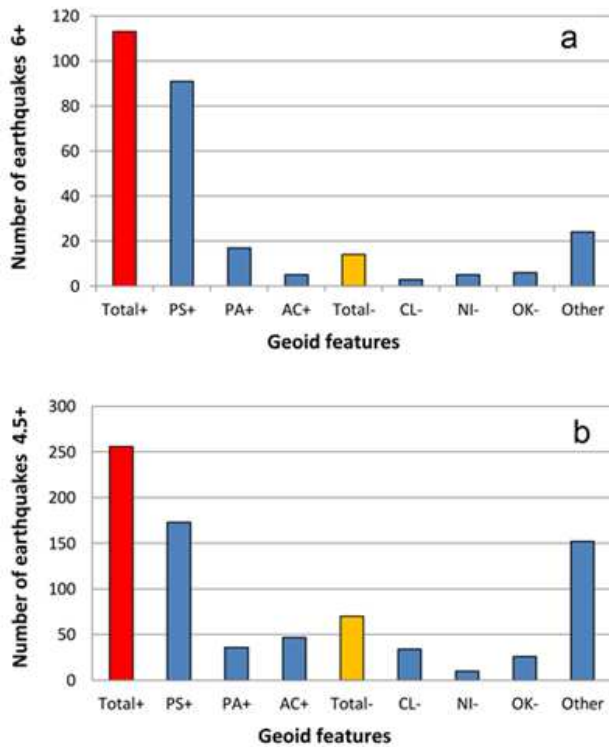 Number of earthquakes 6+
a
120
100
80
60
40
20
0
Total+ PS+ PA+ AC+ Total- CL- NI- OK- Other
Geoid features
Number of earthquakes 4.5+
b
300
250
200
150
100
50
0
Total+ PS+ PA+ AC+ Total- CL- NI- OK- Other
Geoid features